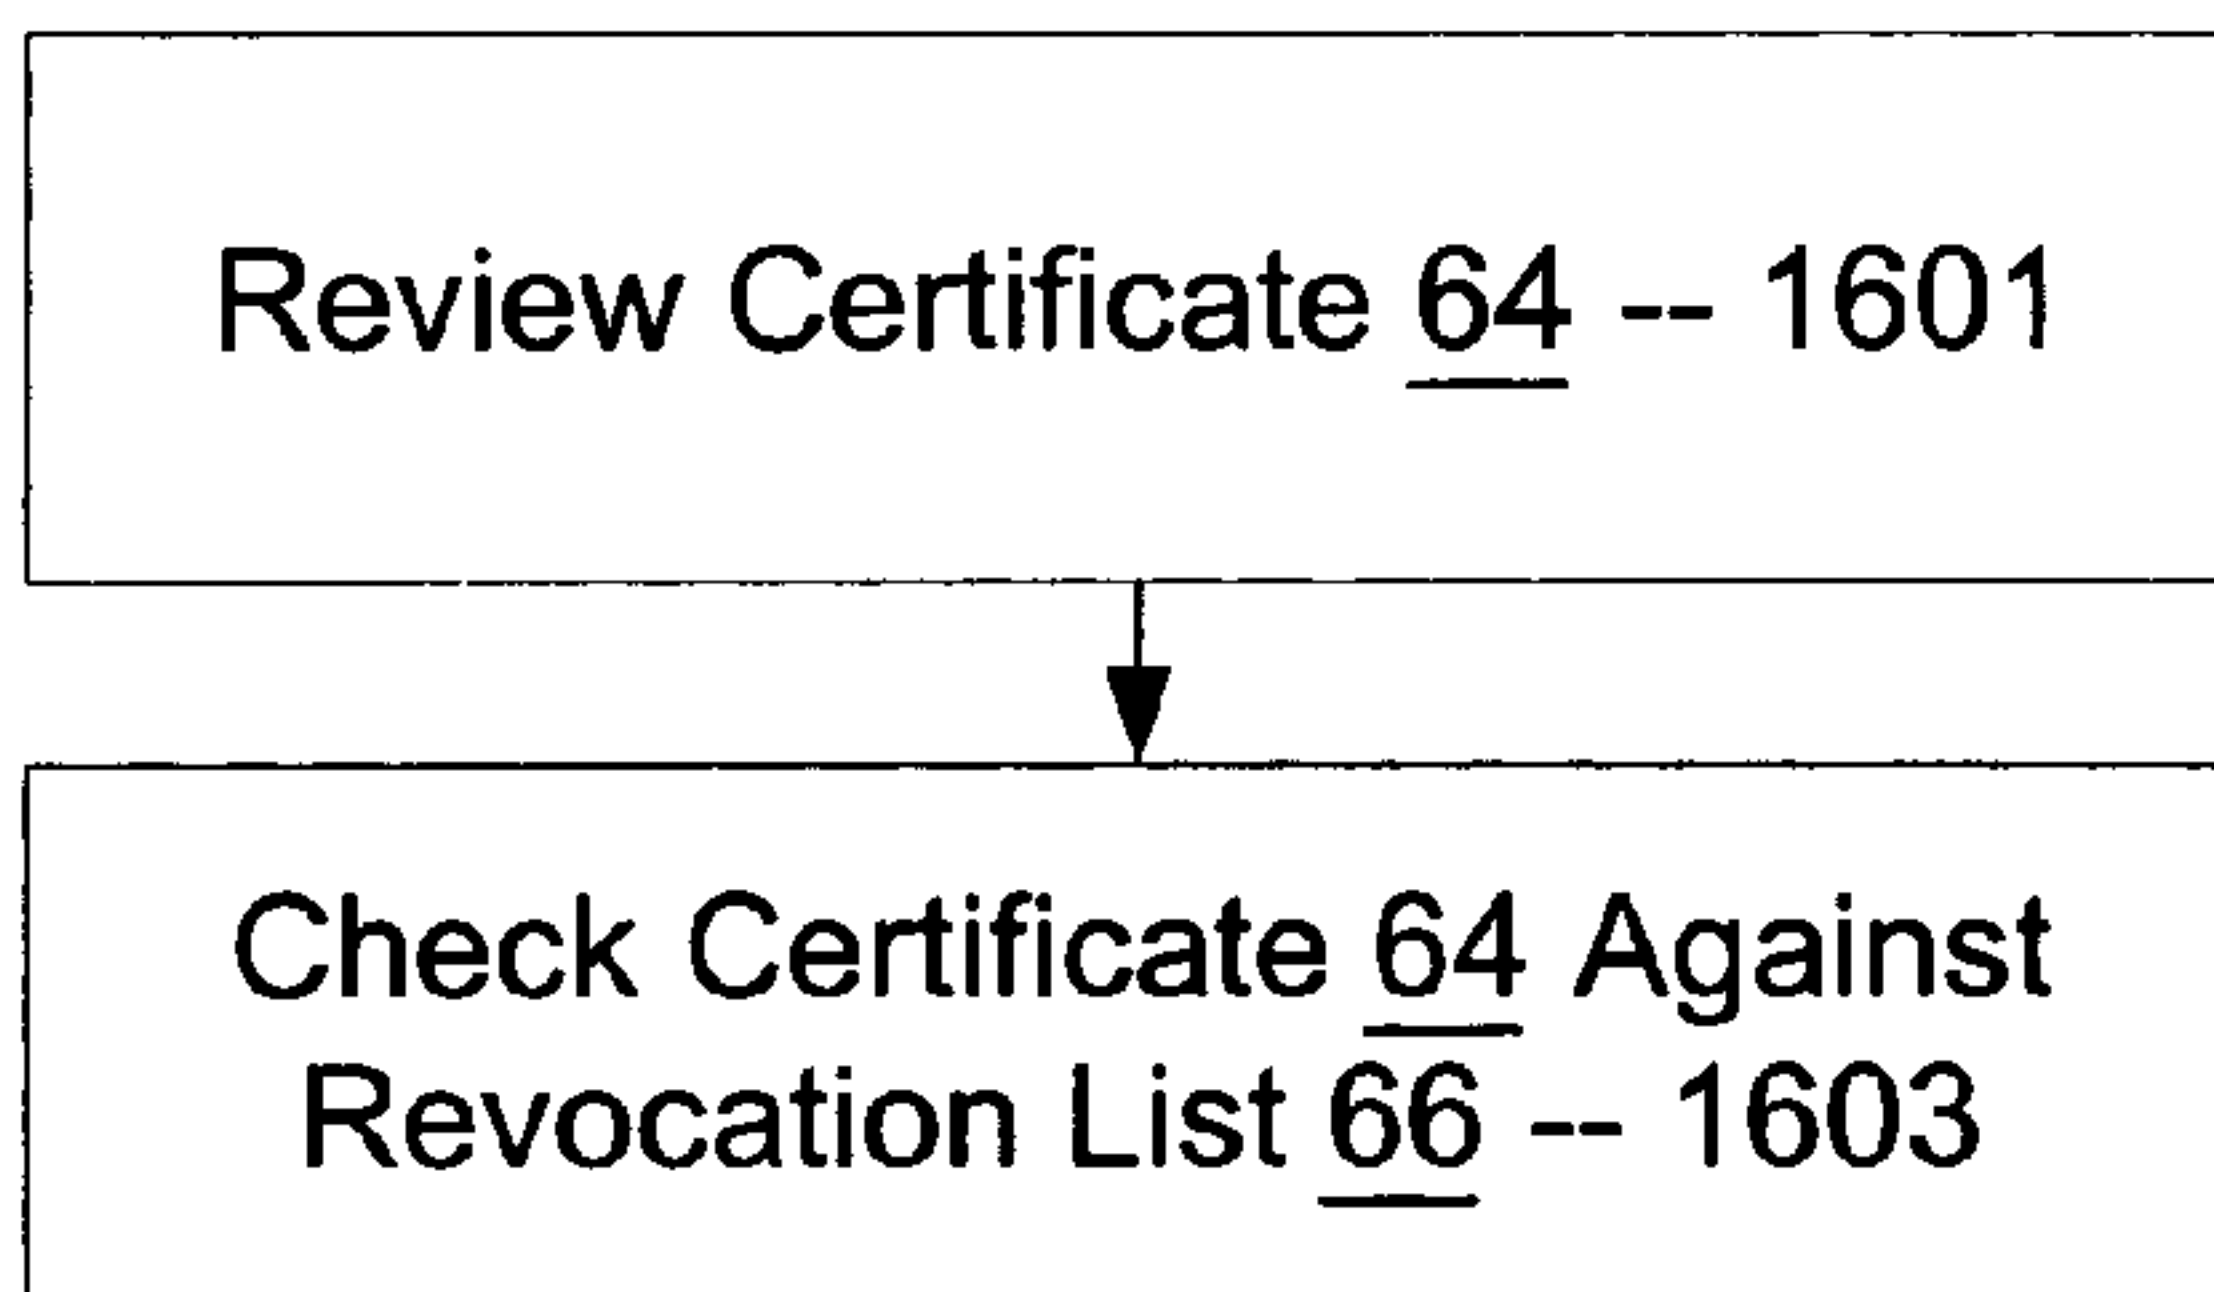 Review Certificate 64 -- 1601
Check Certificate 64 Against
Revocation List 66 -- 1603